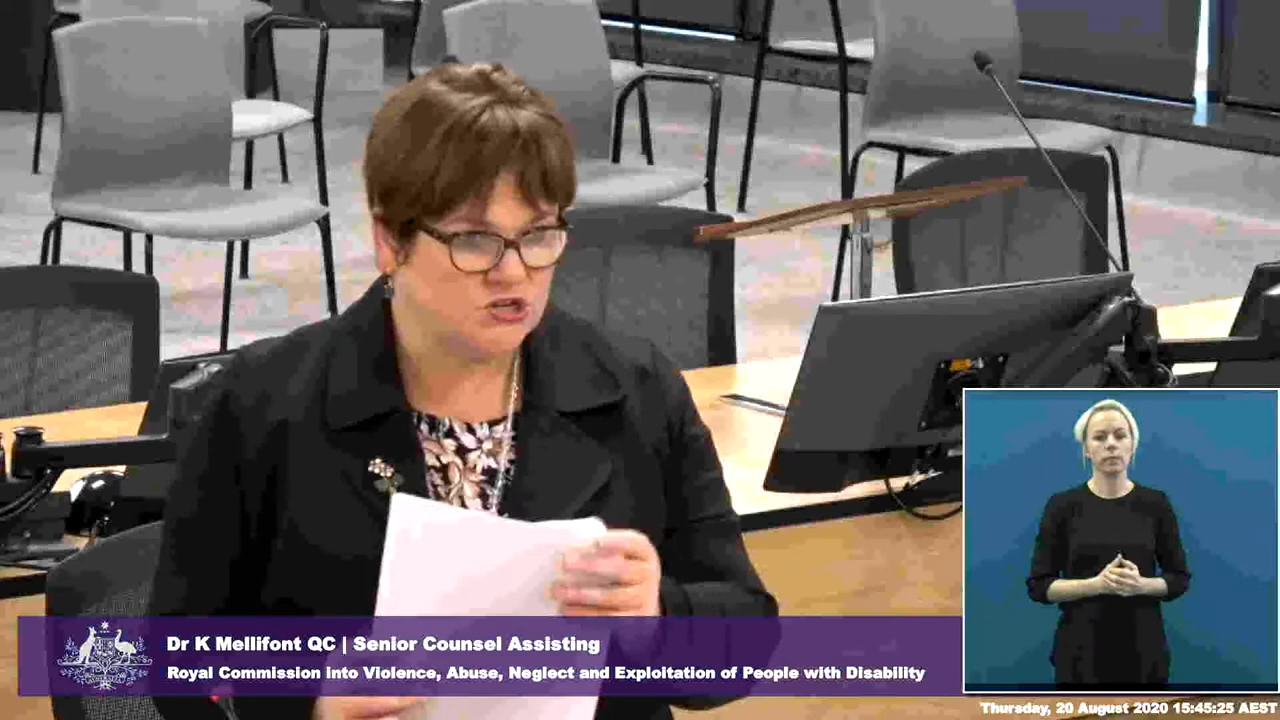 Dr K Mellifont QC | Senior Counsel Assisting
Royal Commission into Violence, Abuse, Neglect and Exploitation of People with Disability
Thursday, 20 August 2020 15:45:25 AEST